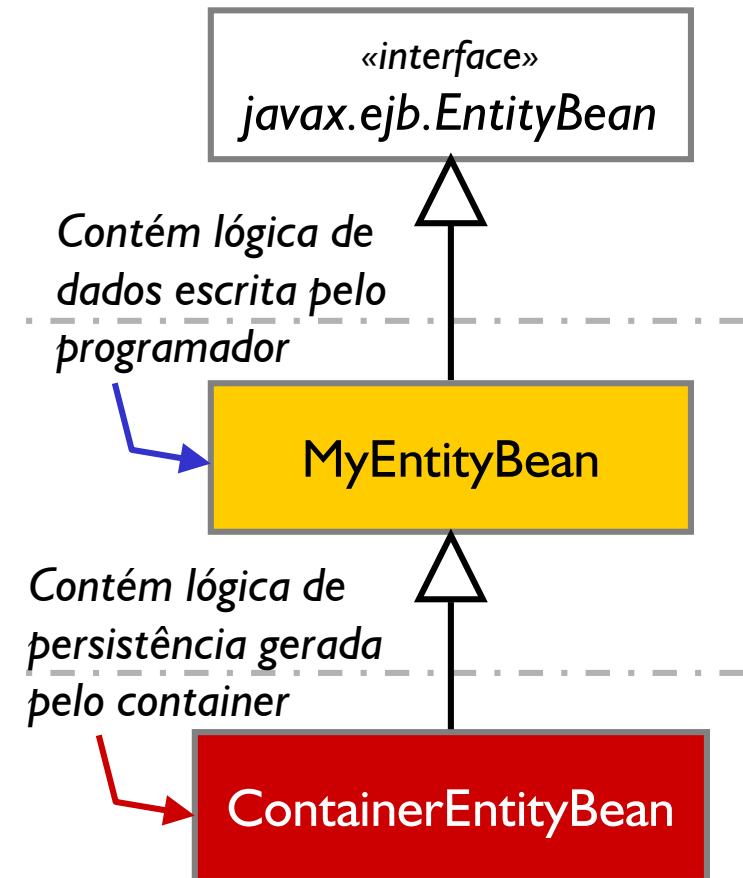 «interface»
javax.ejb.EntityBean
Contém lógica de
dados escrita pelo
programador
MyEntityBean
Contém lógica de
persistência gerada
pelo container
ContainerEntityBean